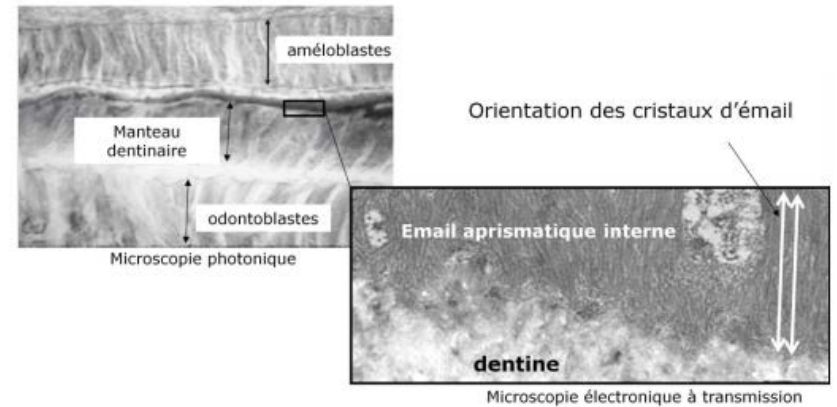 améloblastes
Manteau
dentinaire
odontoblastes
Microscopie photonique
Orientation des cristaux d'émail
Email aprismatique interne
dentine
Microscopie électronique à transmission